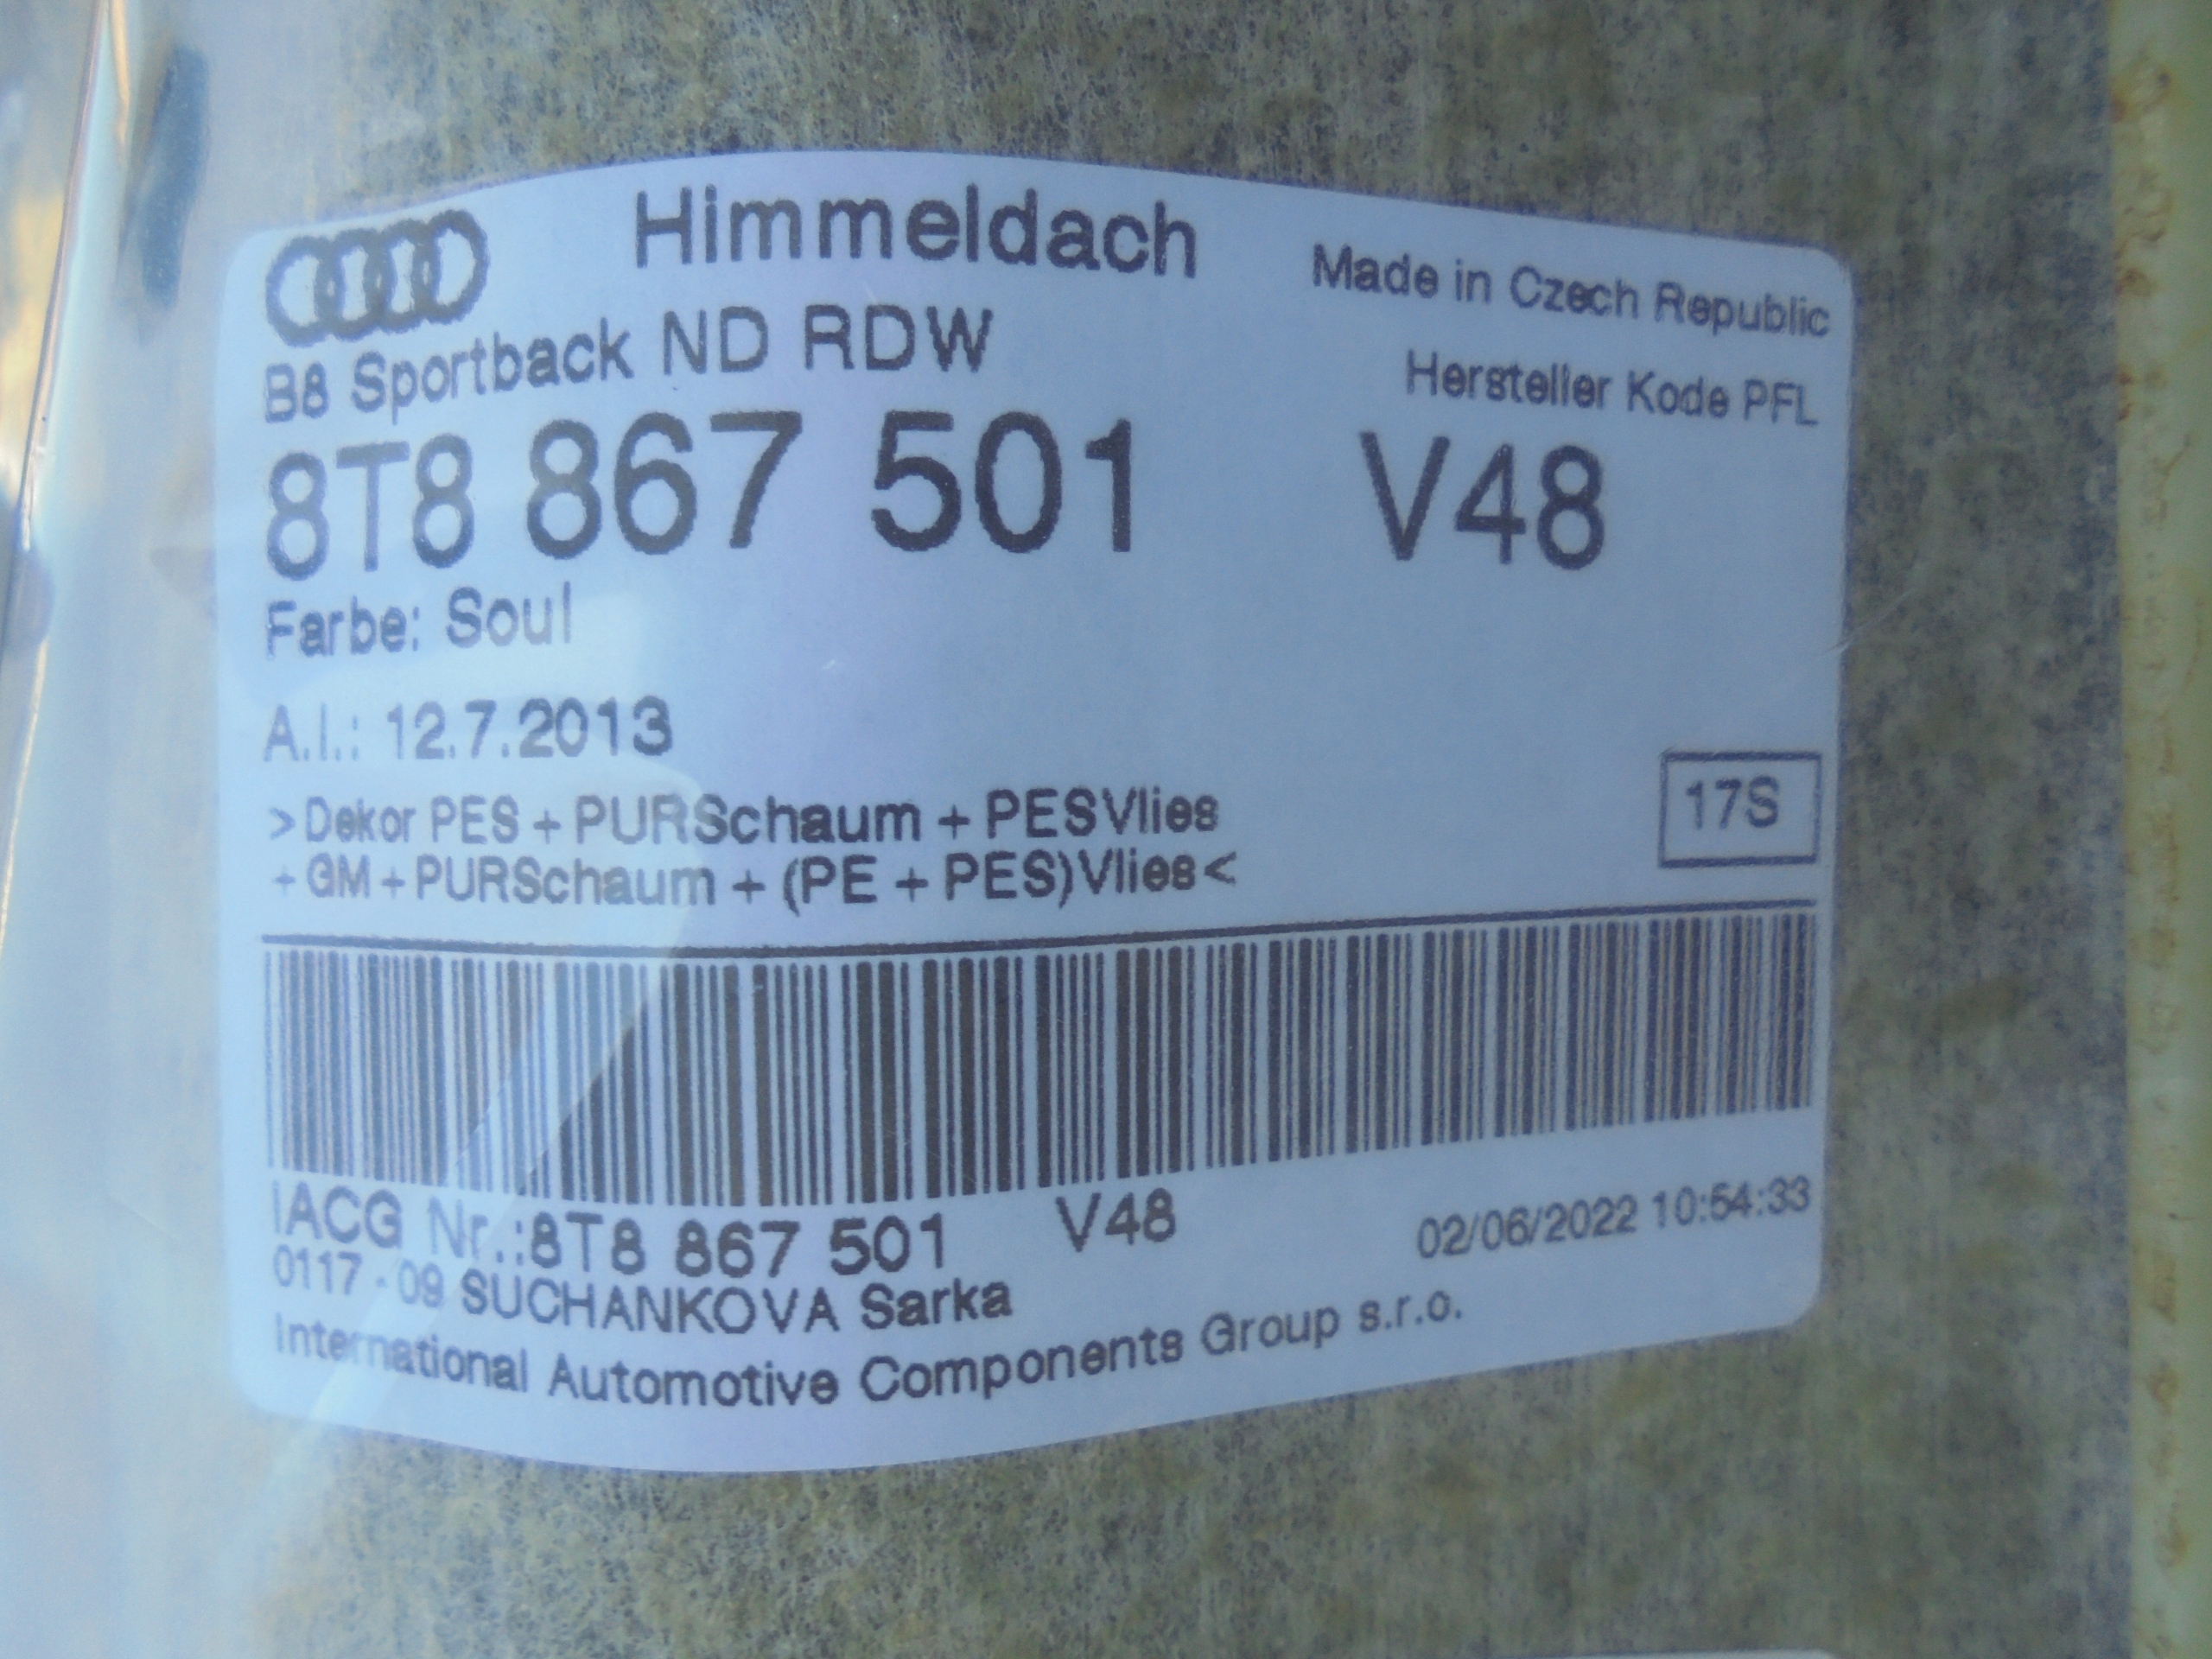 Himmeldach
Made in Czech Republic
B8 Sportback ND RDW
Hersteller Kode PFL
8T8 867 501 V48
Farbe: Soul
A.I.: 12.7.2013
>Dekor PES + PURSchaum + PESVlies
+ GM + PURSchaum + (PE + PES)Vlies<
17S
IACG Nr.:8T8 867 501 V48
02/06/2022 10:54:33
0117 - 09 SUCHANKOVA Sarka
International Automotive Components Group s.r.o.